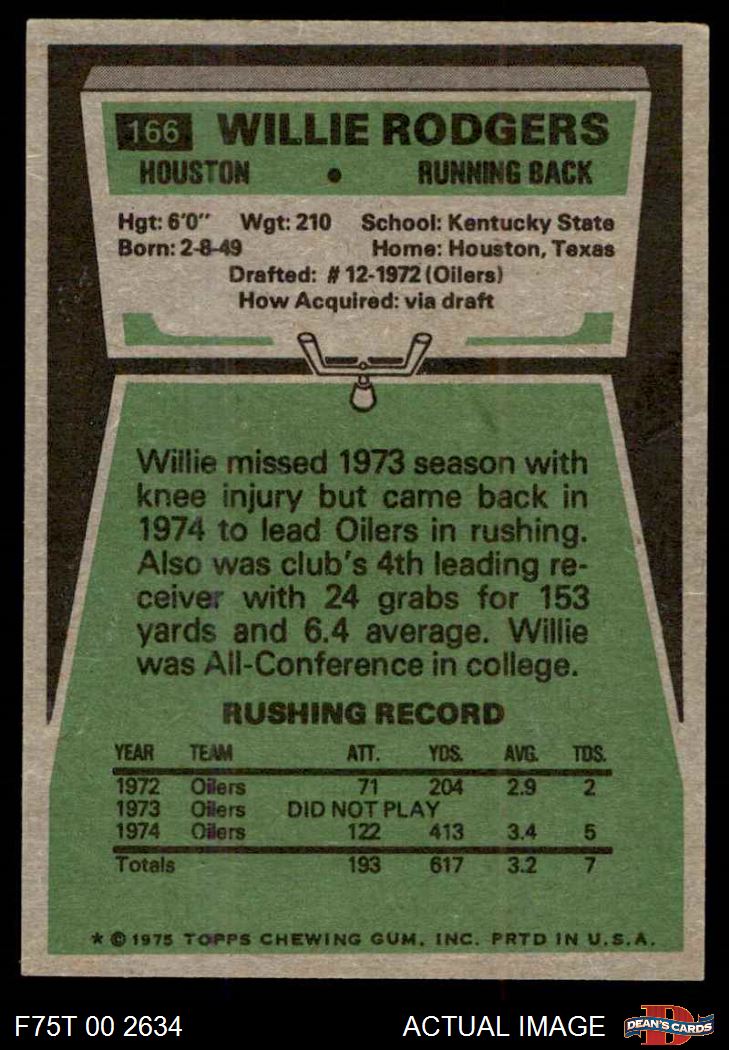 166 WILLIE RODGERS
HOUSTON • RUNNING BACK
Hgt: 6'0" Wgt: 210 School: Kentucky State
Born: 2-8-49 Home: Houston, Texas
Drafted: #12-1972 (Oilers)
How Acquired: via draft
Willie missed 1973 season with
knee injury but came back in
1974 to lead Oilers in rushing.
Also was club's 4th leading re-
ceiver with 24 grabs for 153
yards and 6.4 average. Willie
was All-Conference in college.
RUSHING RECORD
YEAR TEAM ATT. YDS. AVG. TDS.
1972 Oilers 71 204 2.9 2
1973 Oilers DID NOT PLAY
1974 Oilers 122 413 3.4 5
Totals 193 617 3.2 7
* © 1975 TOPPS CHEWING GUM, INC. PRTD IN U.S.A.
F75T 00 2634 ACTUAL IMAGE D DEAN'S CARDS